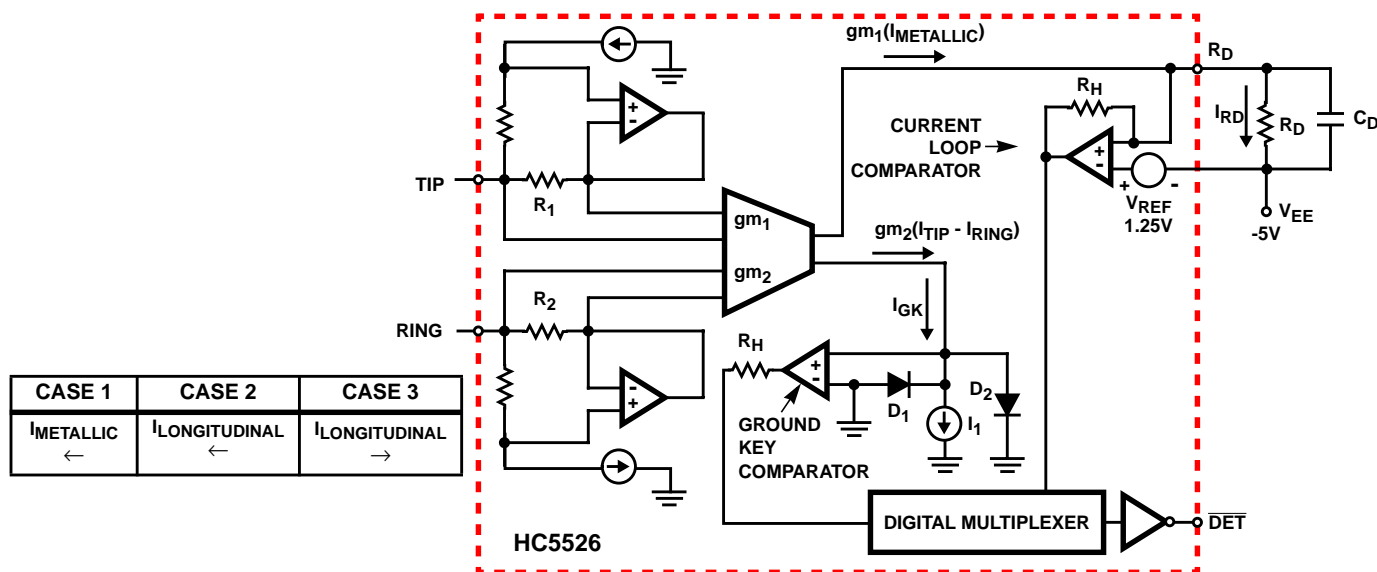 gm1(IMETALLIC)
RD
RH
IRD
RD
CD
CURRENT
LOOP
COMPARATOR
+
-
+
-
+
-
VREF
1.25V
VEE
-5V
TIP
R1
gm1
gm2
gm2(ITIP - IRING)
RING
R2
IGK
-
+
RH
+
-
D1
D2
I1
GROUND
KEY
COMPARATOR
CASE 1 CASE 2 CASE 3
IMETALLIC ILONGITUDINAL ILONGITUDINAL
← ← →
DIGITAL MULTIPLEXER
DET
HC5526